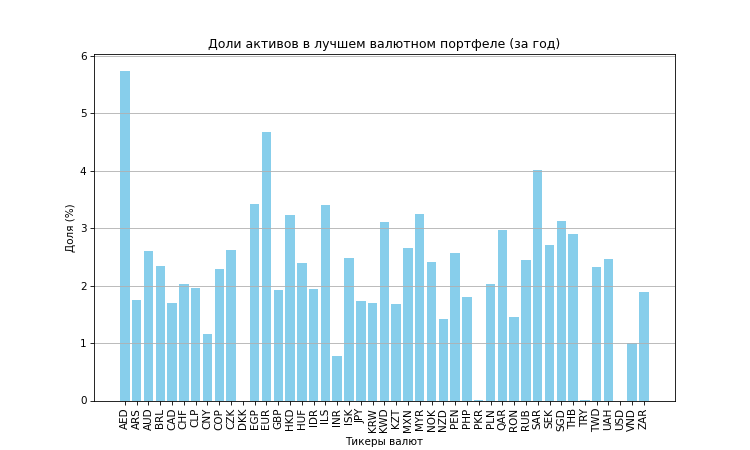 Доли активов в лучшем валютном портфеле (за год)
Доля (%)
6
5
4
3
2
1
0
AED ARS AUD BRL CAD CHF CLP CNY COP CZK DKK EGP EUR GBP HKD HUF IDR ILS INR ISK JPY KRW KWD KZT MXN MYR NOK NZD PEN PHP PKR PLN QAR RON RUB SAR SEK SGD THB TRY TWD UAH USD VND ZAR
Тикеры валют